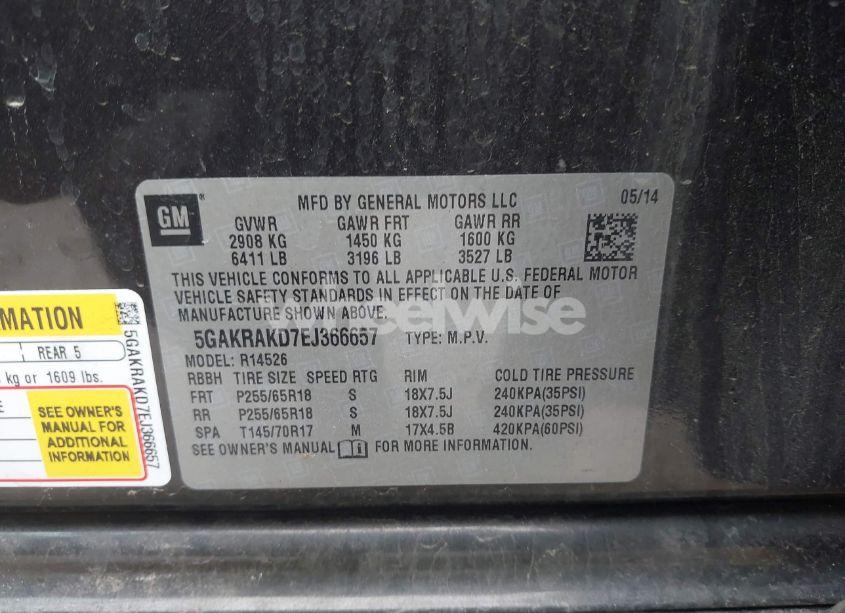 GM
MFD BY GENERAL MOTORS LLC 05/14
GVWR GAWR FRT GAWR RR
2908 KG 1450 KG 1600 KG
6411 LB 3196 LB 3527 LB
THIS VEHICLE CONFORMS TO ALL APPLICABLE U.S. FEDERAL MOTOR
VEHICLE SAFETY STANDARDS IN EFFECT ON THE DATE OF
MANUFACTURE SHOWN ABOVE.
5GAKRAKD7EJ366657 TYPE: M.P.V.
MODEL: R14526
RBBH TIRE SIZE SPEED RTG RIM COLD TIRE PRESSURE
FRT P255/65R18 S 18X7.5J 240KPA(35PSI)
RR P255/65R18 S 18X7.5J 240KPA(35PSI)
SPA T145/70R17 M 17X4.5B 420KPA(60PSI)
SEE OWNER'S MANUAL FOR MORE INFORMATION.
Wheelwise
MATION
REAR 5
kg or 1609 lbs.
SEE OWNER'S
MANUAL FOR
ADDITIONAL
INFORMATION
5GAKRAKD7EJ366657